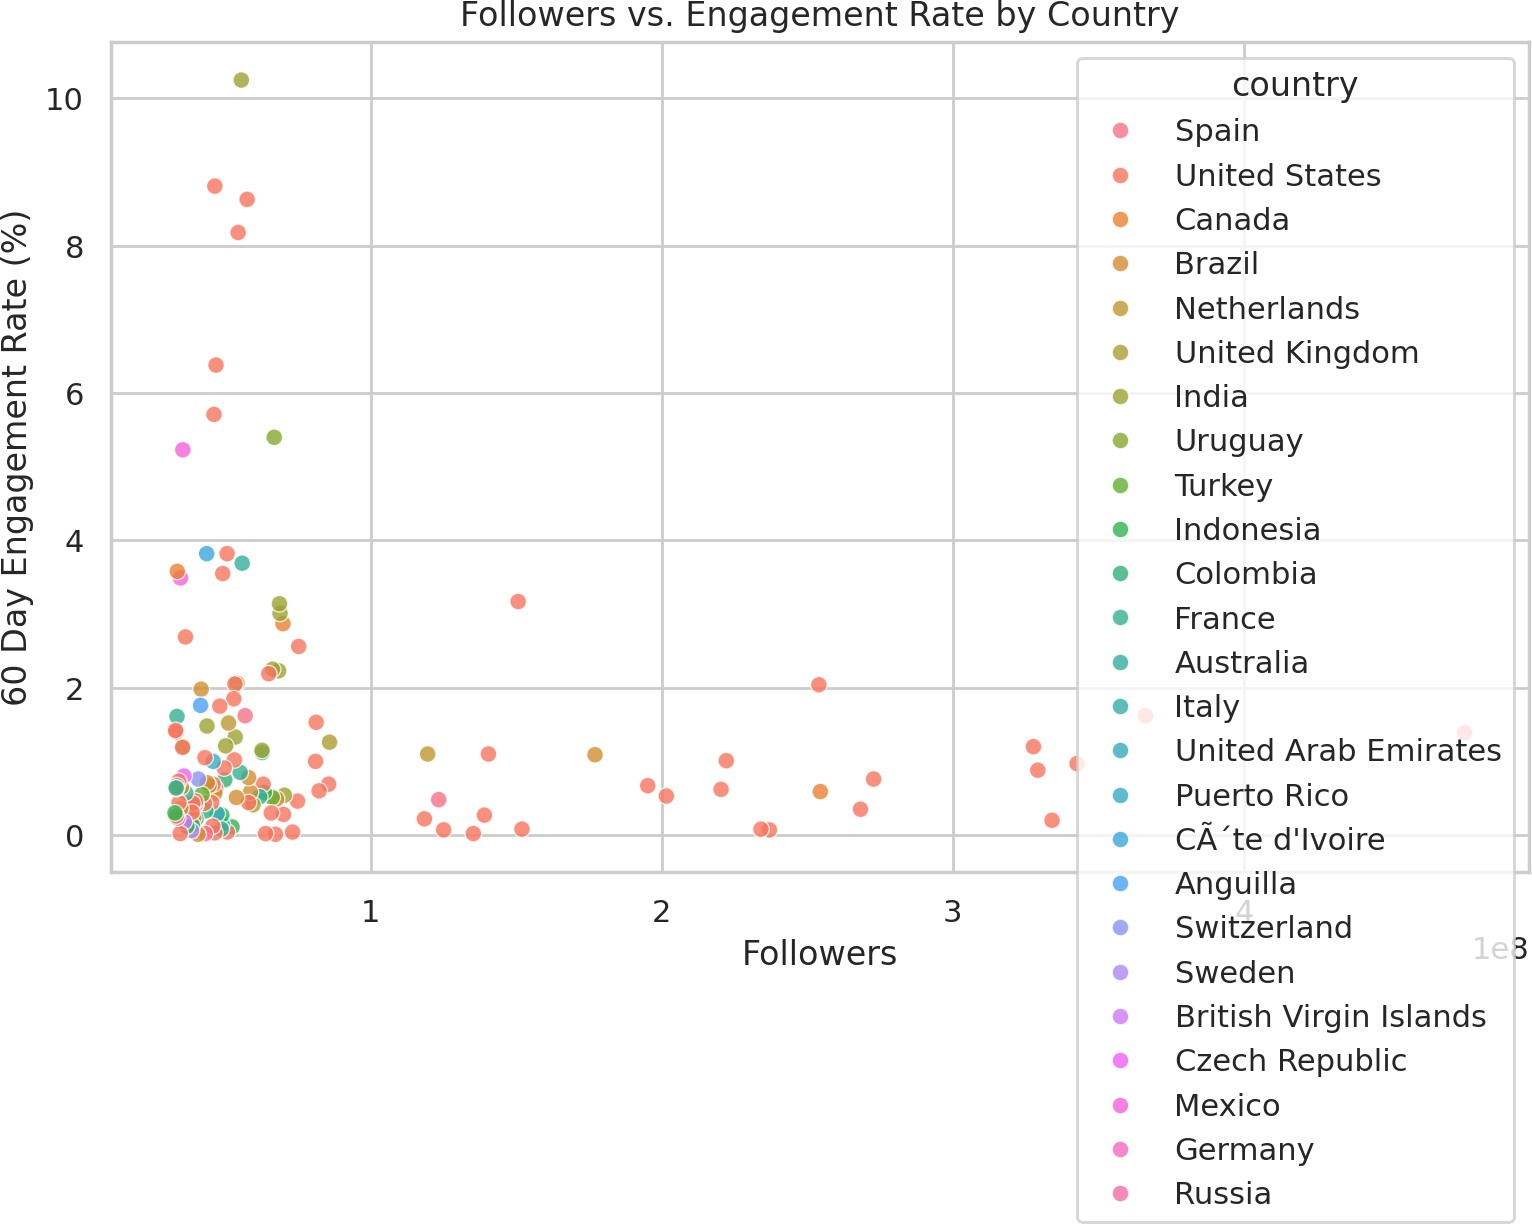 Followers vs. Engagement Rate by Country
60 Day Engagement Rate (%)
10
8
6
4
2
0
1
2
3
4
1e8
Followers
country
Spain
United States
Canada
Brazil
Netherlands
United Kingdom
India
Uruguay
Turkey
Indonesia
Colombia
France
Australia
Italy
United Arab Emirates
Puerto Rico
CÃ´te d'Ivoire
Anguilla
Switzerland
Sweden
British Virgin Islands
Czech Republic
Mexico
Germany
Russia